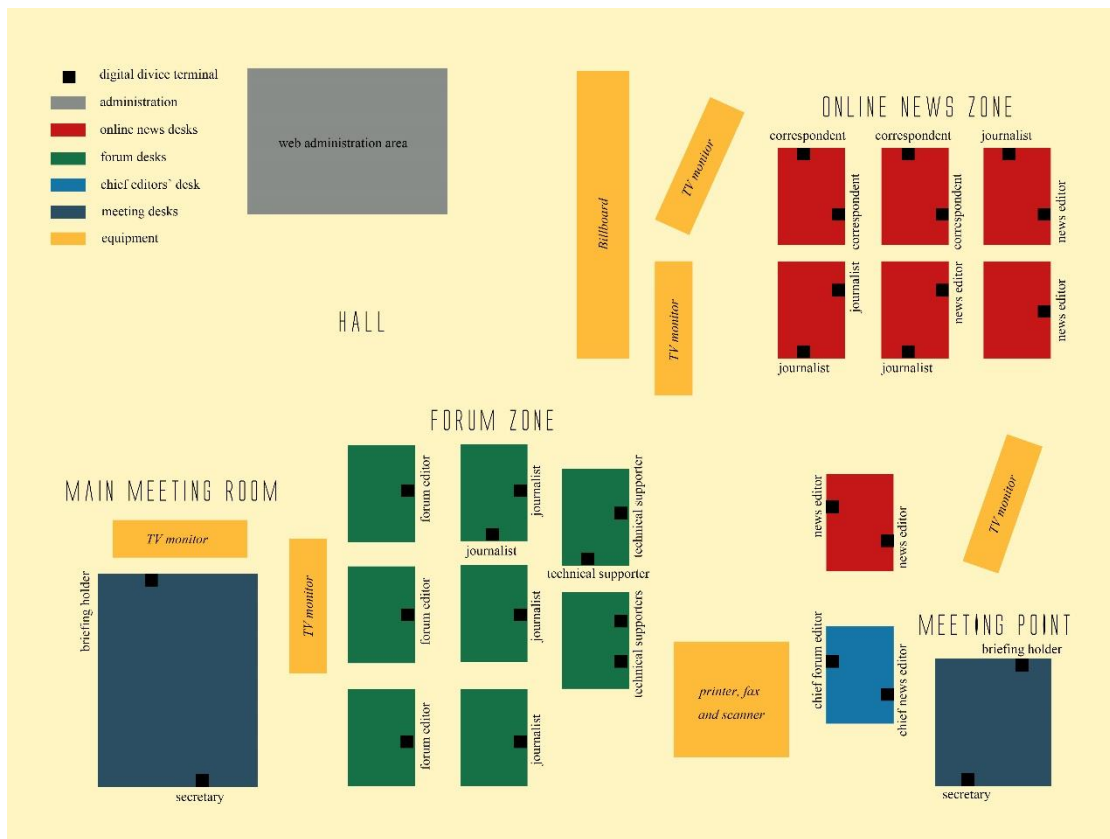 digital divice terminal
administration
online news desks
forum desks
chief editors' desk
meeting desks
equipment
web administration area
HALL
Billboard
TV monitor
TV monitor
ONLINE NEWS ZONE
correspondent
correspondent
journalist
correspondent
correspondent
news editor
journalist
news editor
news editor
journalist
journalist
FORUM ZONE
forum editor
journalist
journalist
technical supporter
technical supporter
forum editor
journalist
technical supporters
forum editor
journalist
MAIN MEETING ROOM
TV monitor
TV monitor
briefing holder
secretary
printer, fax
and scanner
news editor
news editor
TV monitor
chief forum editor
chief news editor
MEETING POINT
briefing holder
secretary